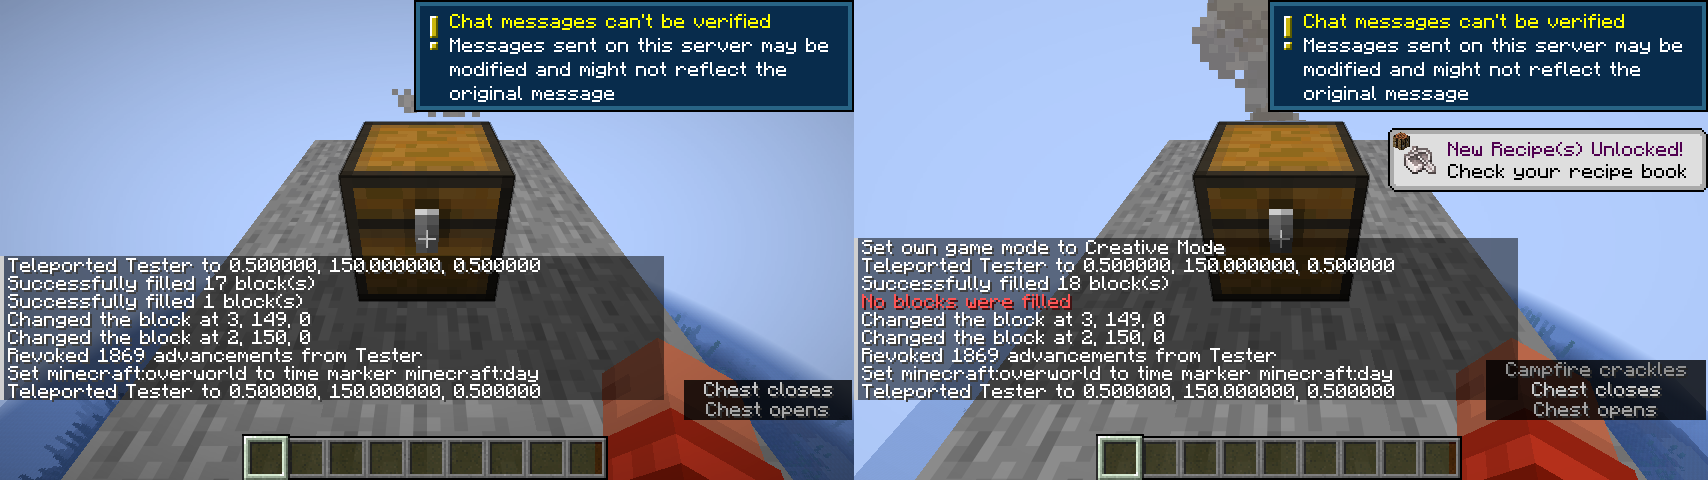 Chat messages can't be verified
Messages sent on this server may be
modified and might not reflect the
original message
Teleported Tester to 0.500000, 150.000000, 0.500000
Successfully filled 17 block(s)
Successfully filled 1 block(s)
Changed the block at 3, 149, 0
Changed the block at 2, 150, 0
Revoked 1869 advancements from Tester
Set minecraft:overworld to time marker minecraft:day
Teleported Tester to 0.500000, 150.000000, 0.500000
Chest closes
Chest opens
Chat messages can't be verified
Messages sent on this server may be
modified and might not reflect the
original message
New Recipe(s) Unlocked!
Check your recipe book
Set own game mode to Creative Mode
Teleported Tester to 0.500000, 150.000000, 0.500000
Successfully filled 18 block(s)
No blocks were filled
Changed the block at 3, 149, 0
Changed the block at 2, 150, 0
Revoked 1869 advancements from Tester
Set minecraft:overworld to time marker minecraft:day
Teleported Tester to 0.500000, 150.000000, 0.500000
Campfire crackles
Chest closes
Chest opens